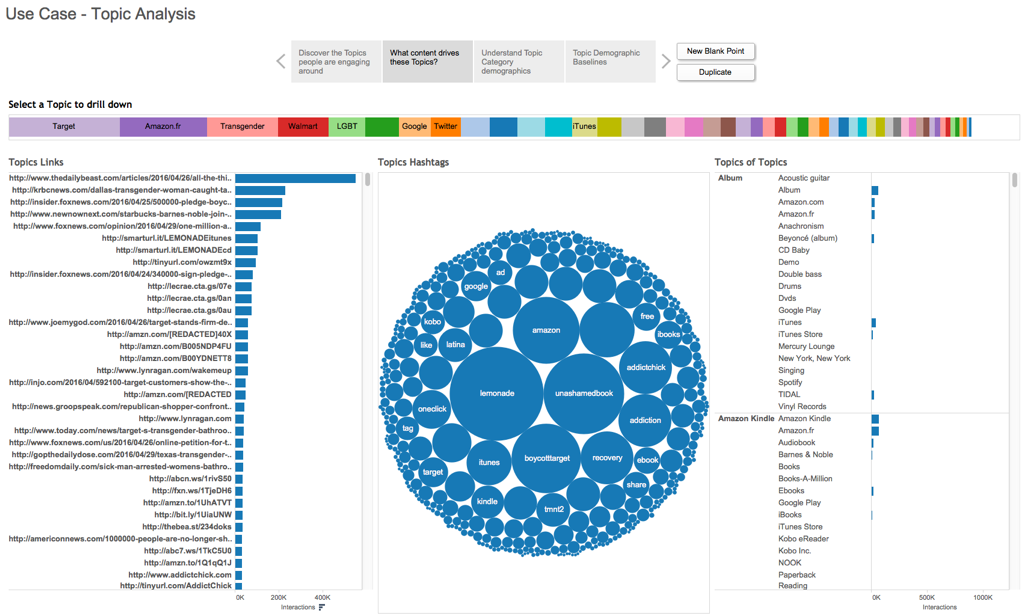 Use Case - Topic Analysis
Discover the Topics
people are engaging
around
What content drives
these Topics?
Understand Topic
Category
demographics
Topic Demographic
Baselines
New Blank Point
Duplicate
Select a Topic to drill down
Target
Amazon.fr
Transgender
Walmart
LGBT
Google
Twitter
iTunes
Topics Links
http://www.thedailybeast.com/articles/2016/04/26/all-the-thi..
http://krbcnews.com/dallas-transgender-woman-caught-ta..
http://insider.foxnews.com/2016/04/25/500000-pledge-boyc..
http://www.newnownext.com/starbucks-barnes-noble-join-..
http://www.foxnews.com/opinion/2016/04/29/one-million-a..
http://smarturl.it/LEMONADEitunes
http://smarturl.it/LEMONADEcd
http://tinyurl.com/owzmt9x
http://insider.foxnews.com/2016/04/24/340000-sign-pledge-..
http://lecrae.cta.gs/07e
http://lecrae.cta.gs/0an
http://lecrae.cta.gs/0au
http://www.joemygod.com/2016/04/26/target-stands-firm-de..
http://amzn.com/[REDACTED]40X
http://amzn.com/B005NDP4FU
http://amzn.com/B00YDNETT8
http://www.lynragan.com/wakemeup
http://injo.com/2016/04/592100-target-customers-show-the-..
http://amzn.com/[REDACTED
http://news.groopspeak.com/republican-shopper-confront..
http://www.lynragan.com
http://www.today.com/news/target-s-transgender-bathroo..
http://www.foxnews.com/us/2016/04/26/online-petition-for-t..
http://gopthedailydose.com/2016/04/29/texas-transgender-..
http://freedomdaily.com/sick-man-arrested-womens-bathro..
http://abcn.ws/1rivS50
http://fxn.ws/1TjeDH6
http://amzn.to/1UhATVT
http://bit.ly/1UiaUNW
http://thebea.st/234doks
http://americonnews.com/1000000-people-are-no-longer-sh..
http://abc7.ws/1TkC5U0
http://amzn.to/1Q1qQ1J
http://www.addictchick.com
http://tinyurl.com/AddictChick
0K
200K
400K
Interactions
Topics Hashtags
ad
google
kobo
free
like
latina
amazon
ibooks
addictchick
lemonade
unashamedbook
oneclick
addiction
tag
boycotttarget
recovery
itunes
ebook
target
share
kindle
tmnt2
Topics of Topics
Album
Acoustic guitar
Album
Amazon.com
Amazon.fr
Anachronism
Beyoncé (album)
CD Baby
Demo
Double bass
Drums
Dvds
Google Play
iTunes
iTunes Store
Mercury Lounge
New York, New York
Singing
Spotify
TIDAL
Vinyl Records
Amazon Kindle
Amazon Kindle
Amazon.fr
Audiobook
Barnes & Noble
Books
Books-A-Million
Ebooks
Google Play
iBooks
iTunes Store
Kobo eReader
Kobo Inc.
NOOK
Paperback
Reading
0K
500K
1000K
Interactions